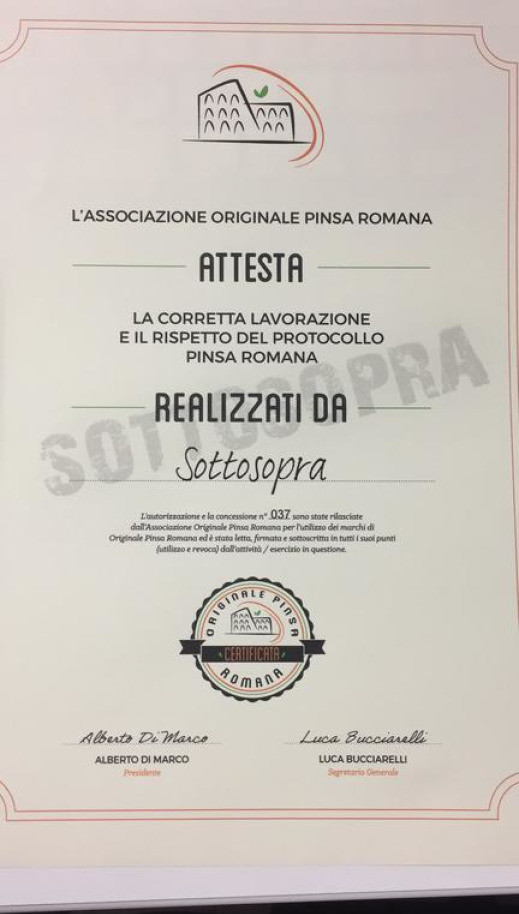 L'ASSOCIAZIONE ORIGINALE PINSA ROMANA
ATTESTA
LA CORRETTA LAVORAZIONE
E IL RISPETTO DEL PROTOCOLLO
PINSA ROMANA
SOTTOSOPRA
REALIZZATI DA
Sottosopra
L'autorizzazione e la concessione n° 037 sono state rilasciate
dall'Associazione Originale Pinsa Romana per l'utilizzo dei marchi di
Originale Pinsa Romana ed è stata letta, firmata e sottoscritta in tutti i suoi punti
(utilizzo e revoca) dall'attività / esercizio in questione.
ORIGINALE PINSA
CERTIFICATA
ROMANA
Alberto Di Marco
Luca Bucciarelli
ALBERTO DI MARCO
LUCA BUCCIARELLI
Presidente
Segretario Generale